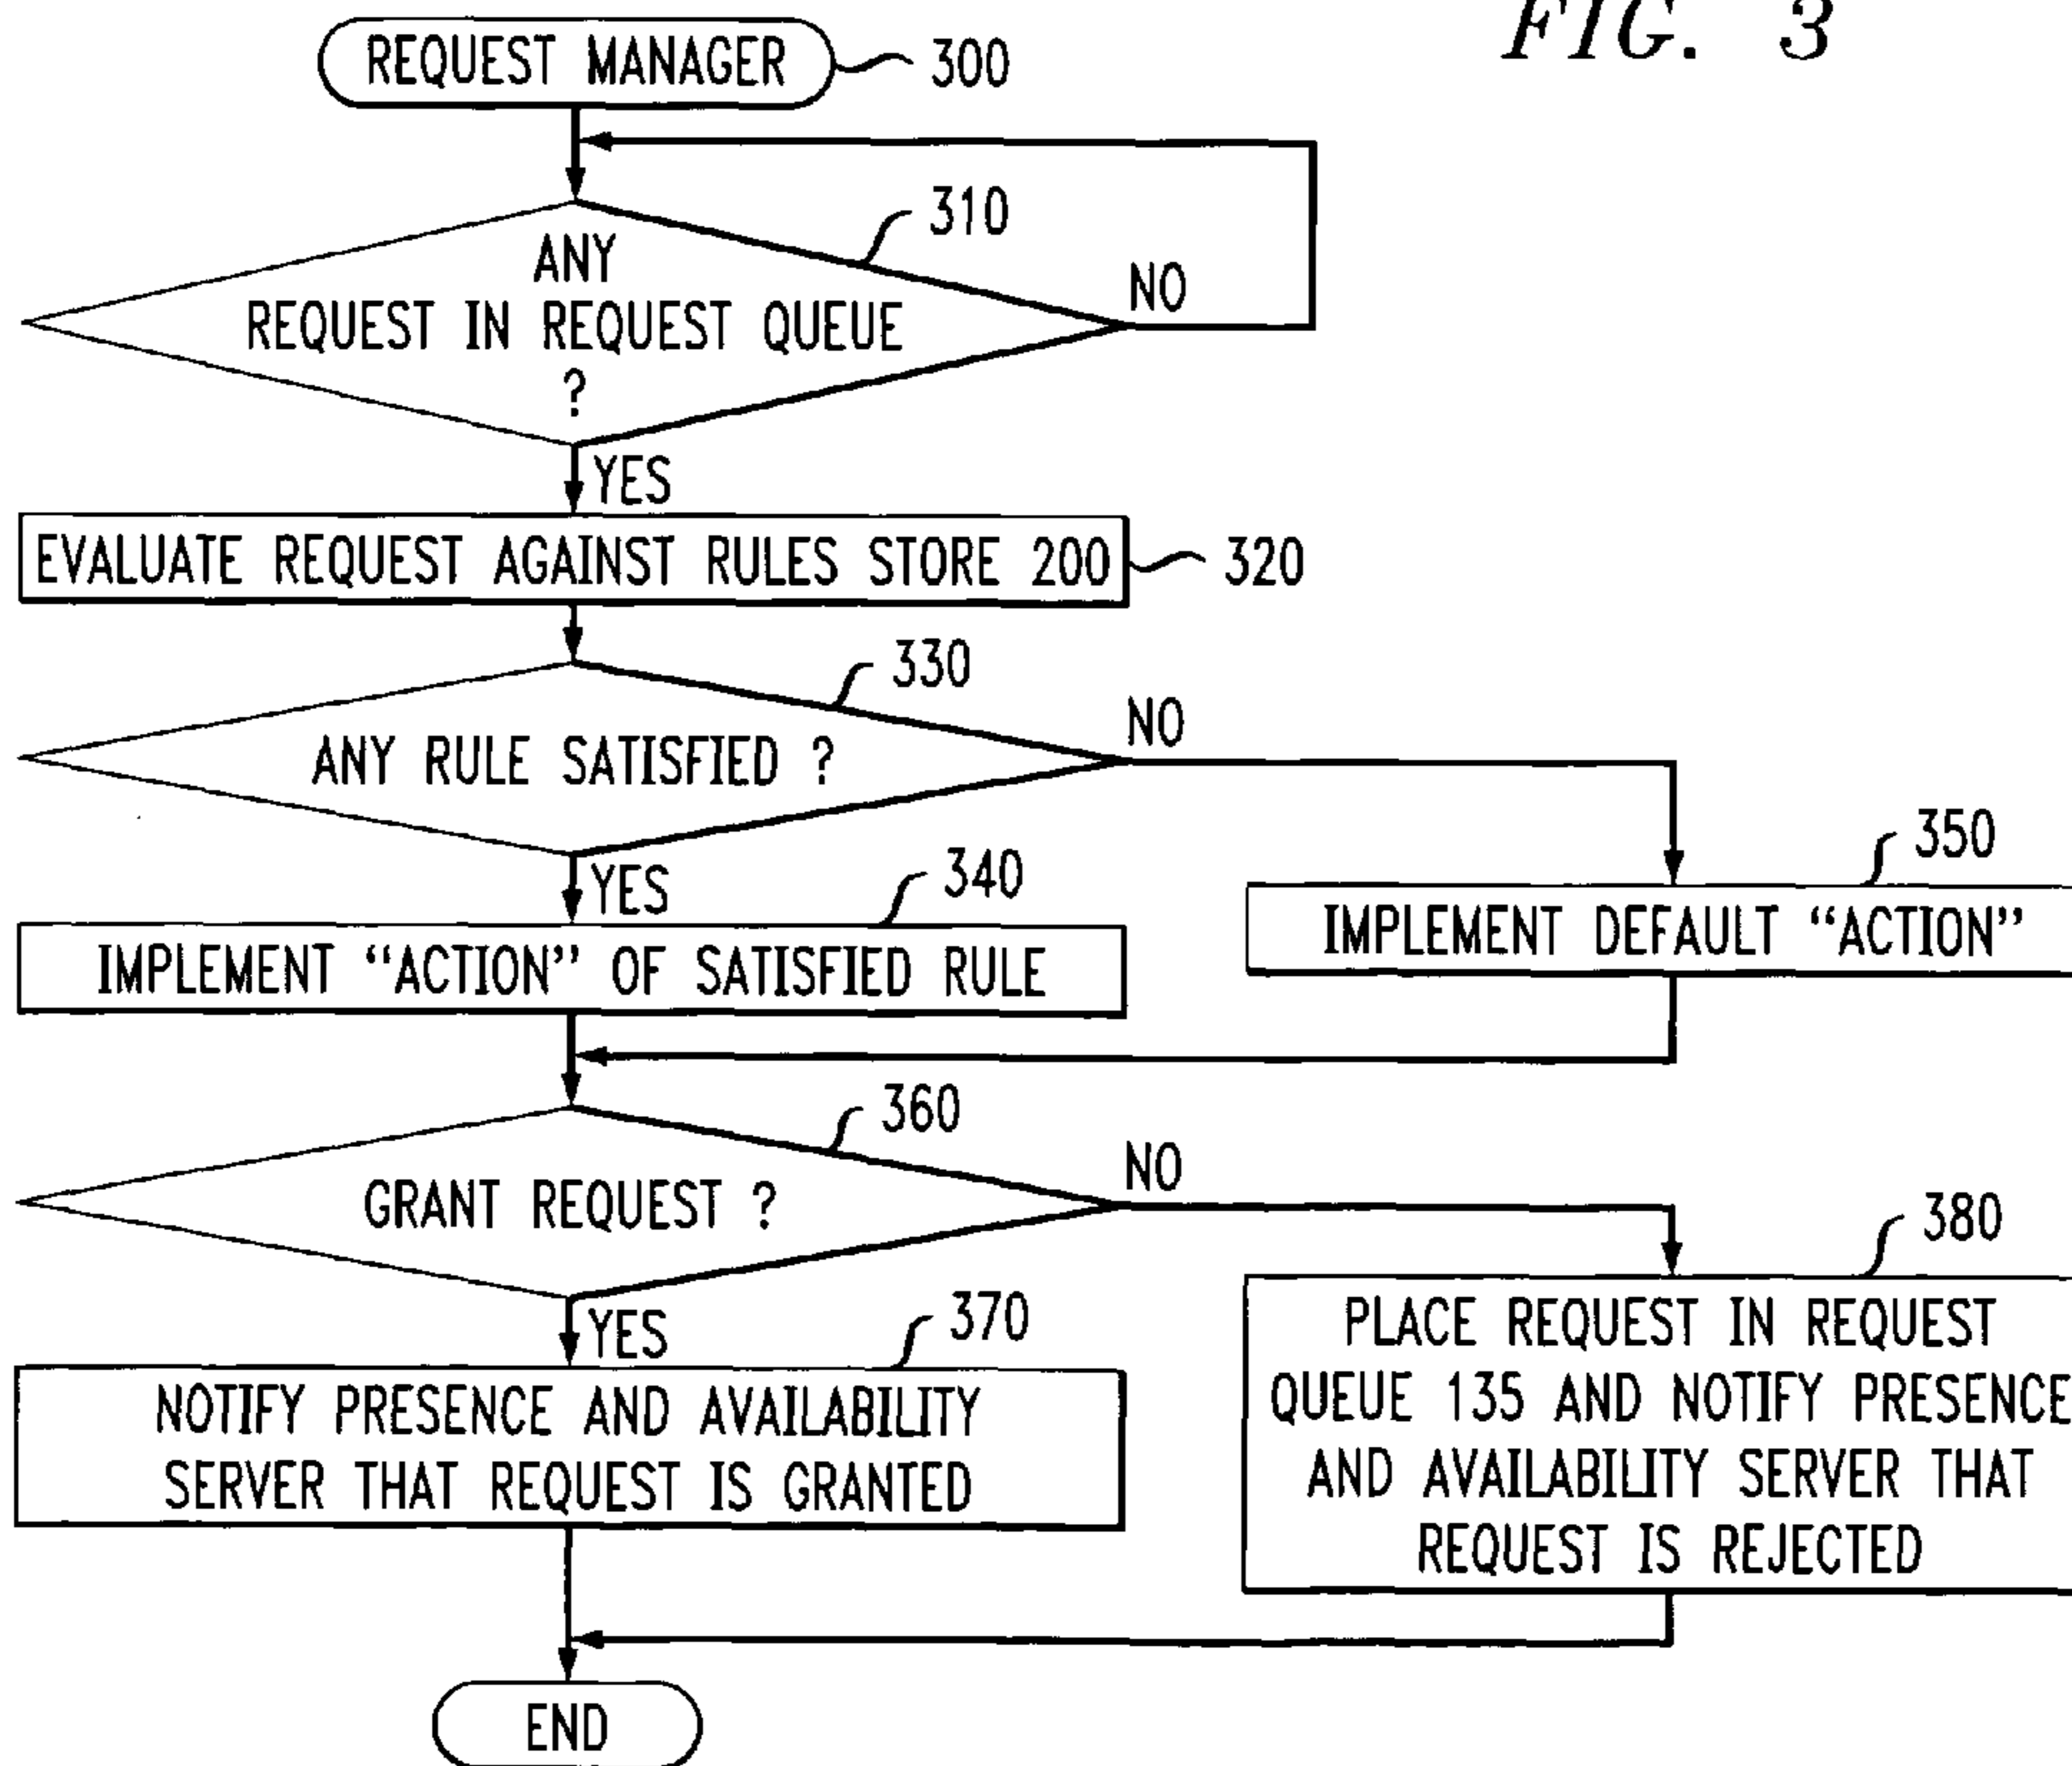 FIG. 3
REQUEST MANAGER
300
310
ANY
REQUEST IN REQUEST QUEUE
?
NO
YES
EVALUATE REQUEST AGAINST RULES STORE 200
320
330
ANY RULE SATISFIED ?
NO
YES
340
IMPLEMENT “ACTION” OF SATISFIED RULE
350
IMPLEMENT DEFAULT “ACTION”
360
GRANT REQUEST ?
NO
YES
370
NOTIFY PRESENCE AND AVAILABILITY
SERVER THAT REQUEST IS GRANTED
380
PLACE REQUEST IN REQUEST
QUEUE 135 AND NOTIFY PRESENCE
AND AVAILABILITY SERVER THAT
REQUEST IS REJECTED
END